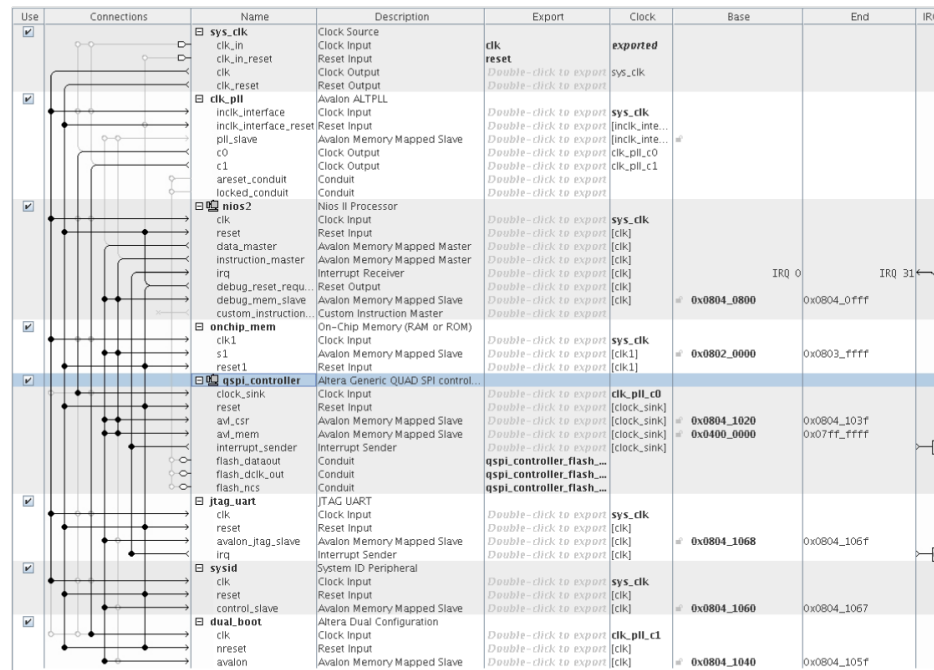 Use Connections Name Description Export Clock Base End IR
sys_clk Clock Source
clk_in Clock Input clk exported
clk_in_reset Reset Input reset
clk Clock Output Double-click to export sys_clk
clk_reset Reset Output Double-click to export
clk_pll Avalon ALTPLL
inclk_interface Clock Input Double-click to export sys_clk
inclk_interface_reset Reset Input Double-click to export [inclk_inte...
pll_slave Avalon Memory Mapped Slave Double-click to export [inclk_inte...
c0 Clock Output Double-click to export clk_pll_c0
c1 Clock Output Double-click to export clk_pll_c1
areset_conduit Conduit Double-click to export
locked_conduit Conduit Double-click to export
nios2 Nios II Processor
clk Clock Input Double-click to export sys_clk
reset Reset Input Double-click to export [clk]
data_master Avalon Memory Mapped Master Double-click to export [clk]
instruction_master Avalon Memory Mapped Master Double-click to export [clk]
irq Interrupt Receiver Double-click to export [clk] IRQ 0 IRQ 31
debug_reset_requ... Reset Output Double-click to export [clk]
debug_mem_slave Avalon Memory Mapped Slave Double-click to export [clk] 0x0804_0800 0x0804_0fff
custom_instruction... Custom Instruction Master Double-click to export
onchip_mem On-Chip Memory (RAM or ROM)
clk1 Clock Input Double-click to export sys_clk
s1 Avalon Memory Mapped Slave Double-click to export [clk1] 0x0802_0000 0x0803_ffff
reset1 Reset Input Double-click to export [clk1]
qspi_controller Altera Generic QUAD SPI control...
clock_sink Clock Input Double-click to export clk_pll_c0
reset Reset Input Double-click to export [clock_sink]
avl_csr Avalon Memory Mapped Slave Double-click to export [clock_sink] 0x0804_1020 0x0804_103f
avl_mem Avalon Memory Mapped Slave Double-click to export [clock_sink] 0x0400_0000 0x07ff_ffff
interrupt_sender Interrupt Sender Double-click to export [clock_sink]
flash_dataout Conduit qspi_controller_flash_...
flash_dclk_out Conduit qspi_controller_flash_...
flash_ncs Conduit qspi_controller_flash_...
jtag_uart JTAG UART
clk Clock Input Double-click to export sys_clk
reset Reset Input Double-click to export [clk]
avalon_jtag_slave Avalon Memory Mapped Slave Double-click to export [clk] 0x0804_1068 0x0804_106f
irq Interrupt Sender Double-click to export [clk]
sysid System ID Peripheral
clk Clock Input Double-click to export sys_clk
reset Reset Input Double-click to export [clk]
control_slave Avalon Memory Mapped Slave Double-click to export [clk] 0x0804_1060 0x0804_1067
dual_boot Altera Dual Configuration
clk Clock Input Double-click to export clk_pll_c1
nreset Reset Input Double-click to export [clk]
avalon Avalon Memory Mapped Slave Double-click to export [clk] 0x0804_1040 0x0804_105f